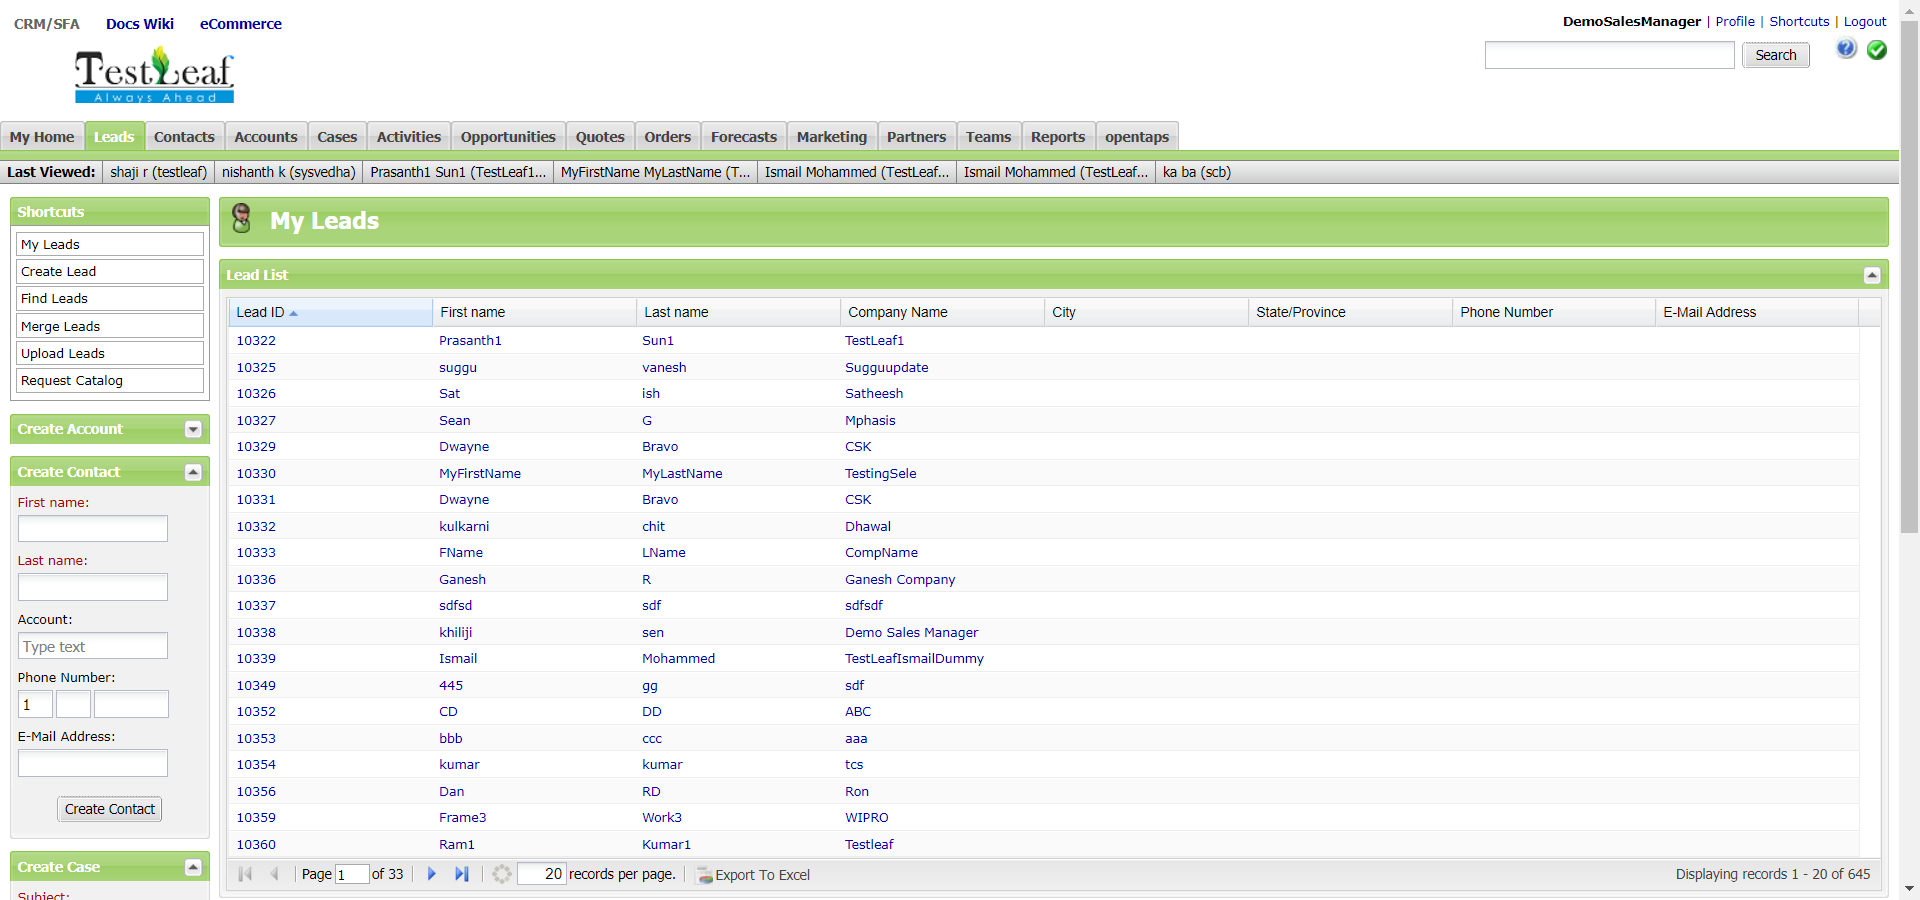 CRM/SFA Docs Wiki eCommerce
DemoSalesManager | Profile | Shortcuts | Logout
TestLeaf
Always Ahead
Search
My Home Leads Contacts Accounts Cases Activities Opportunities Quotes Orders Forecasts Marketing Partners Teams Reports opentaps
Last Viewed: shaji r (testleaf) nishanth k (sysvedha) Prasanth1 Sun1 (TestLeaf1... MyFirstName MyLastName (T... Ismail Mohammed (TestLeaf... Ismail Mohammed (TestLeaf... ka ba (scb)
Shortcuts
My Leads
Create Lead
Find Leads
Merge Leads
Upload Leads
Request Catalog
Create Account
Create Contact
First name:
Last name:
Account:
Type text
Phone Number:
1
E-Mail Address:
Create Contact
Create Case
Subject:
My Leads
Lead List
Lead ID First name Last name Company Name City State/Province Phone Number E-Mail Address
10322 Prasanth1 Sun1 TestLeaf1
10325 suggu vanesh Sugguupdate
10326 Sat ish Satheesh
10327 Sean G Mphasis
10329 Dwayne Bravo CSK
10330 MyFirstName MyLastName TestingSele
10331 Dwayne Bravo CSK
10332 kulkarni chit Dhawal
10333 FName LName CompName
10336 Ganesh R Ganesh Company
10337 sdfsd sdf sdfsdf
10338 khiliji sen Demo Sales Manager
10339 Ismail Mohammed TestLeafIsmailDummy
10349 445 gg sdf
10352 CD DD ABC
10353 bbb ccc aaa
10354 kumar kumar tcs
10356 Dan RD Ron
10359 Frame3 Work3 WIPRO
10360 Ram1 Kumar1 Testleaf
Page 1 of 33 20 records per page. Export To Excel Displaying records 1 - 20 of 645